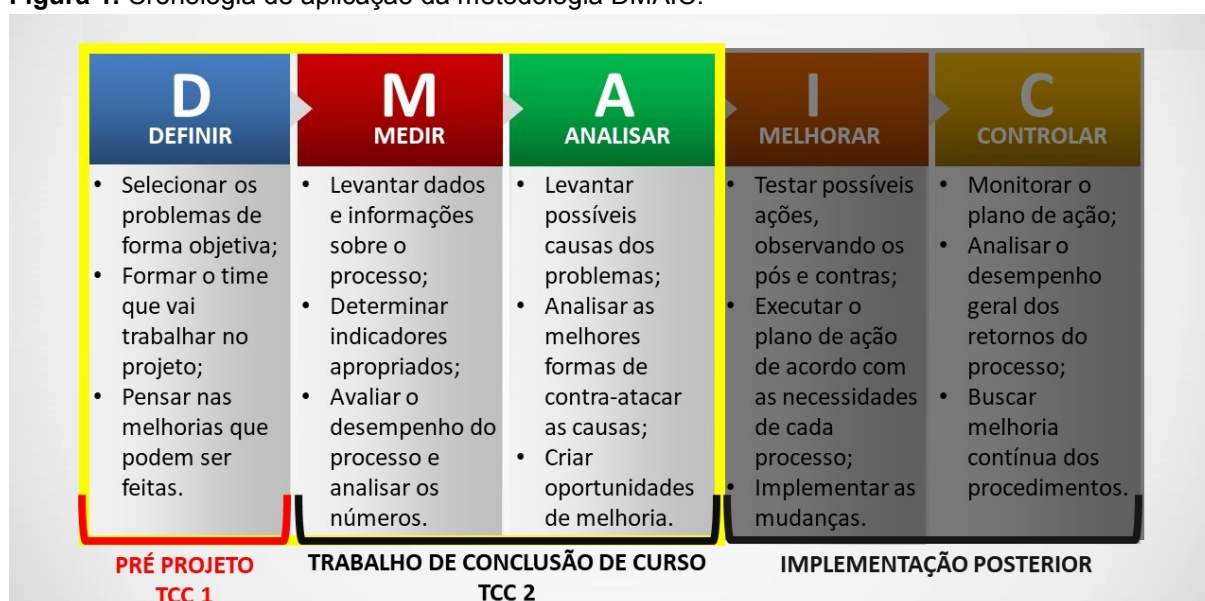 Figura 1. Cronologia de aplicação da metodologia DMAIC.
D
DEFINIR
• Selecionar os
problemas de
forma objetiva;
• Formar o time
que vai
trabalhar no
projeto;
• Pensar nas
melhorias que
podem ser
feitas.
M
MEDIR
• Levantar dados
e informações
sobre o
processo;
• Determinar
indicadores
apropriados;
• Avaliar o
desempenho do
processo e
analisar os
números.
A
ANALISAR
• Levantar
possíveis
causas dos
problemas;
• Analisar as
melhores
formas de
contra-atacar
as causas;
• Criar
oportunidades
de melhoria.
I
MELHORAR
• Testar possíveis
ações,
observando os
pós e contras;
• Executar o
plano de ação
de acordo com
as necessidades
de cada
processo;
• Implementar as
mudanças.
C
CONTROLAR
• Monitorar o
plano de ação;
• Analisar o
desempenho
geral dos
retornos do
processo;
• Buscar
melhoria
contínua dos
procedimentos.
PRÉ PROJETO
TCC 1
TRABALHO DE CONCLUSÃO DE CURSO
TCC 2
IMPLEMENTAÇÃO POSTERIOR